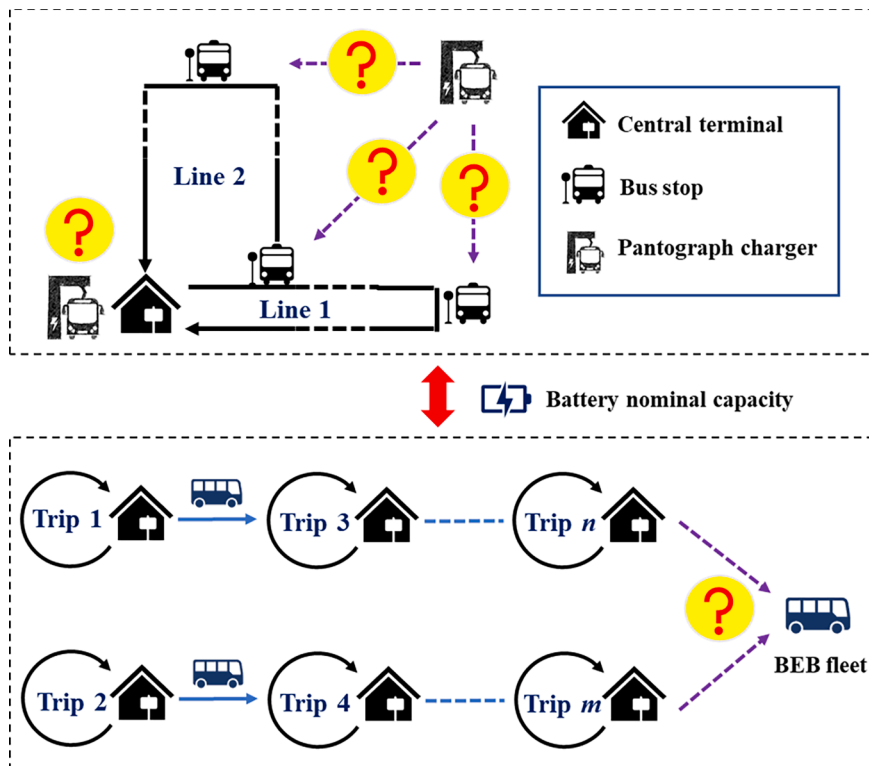 ?
?
?
?
Line 2
Line 1
Central terminal
Bus stop
Pantograph charger
Battery nominal capacity
Trip 1
Trip 3
Trip n
?
BEB fleet
Trip 2
Trip 4
Trip m